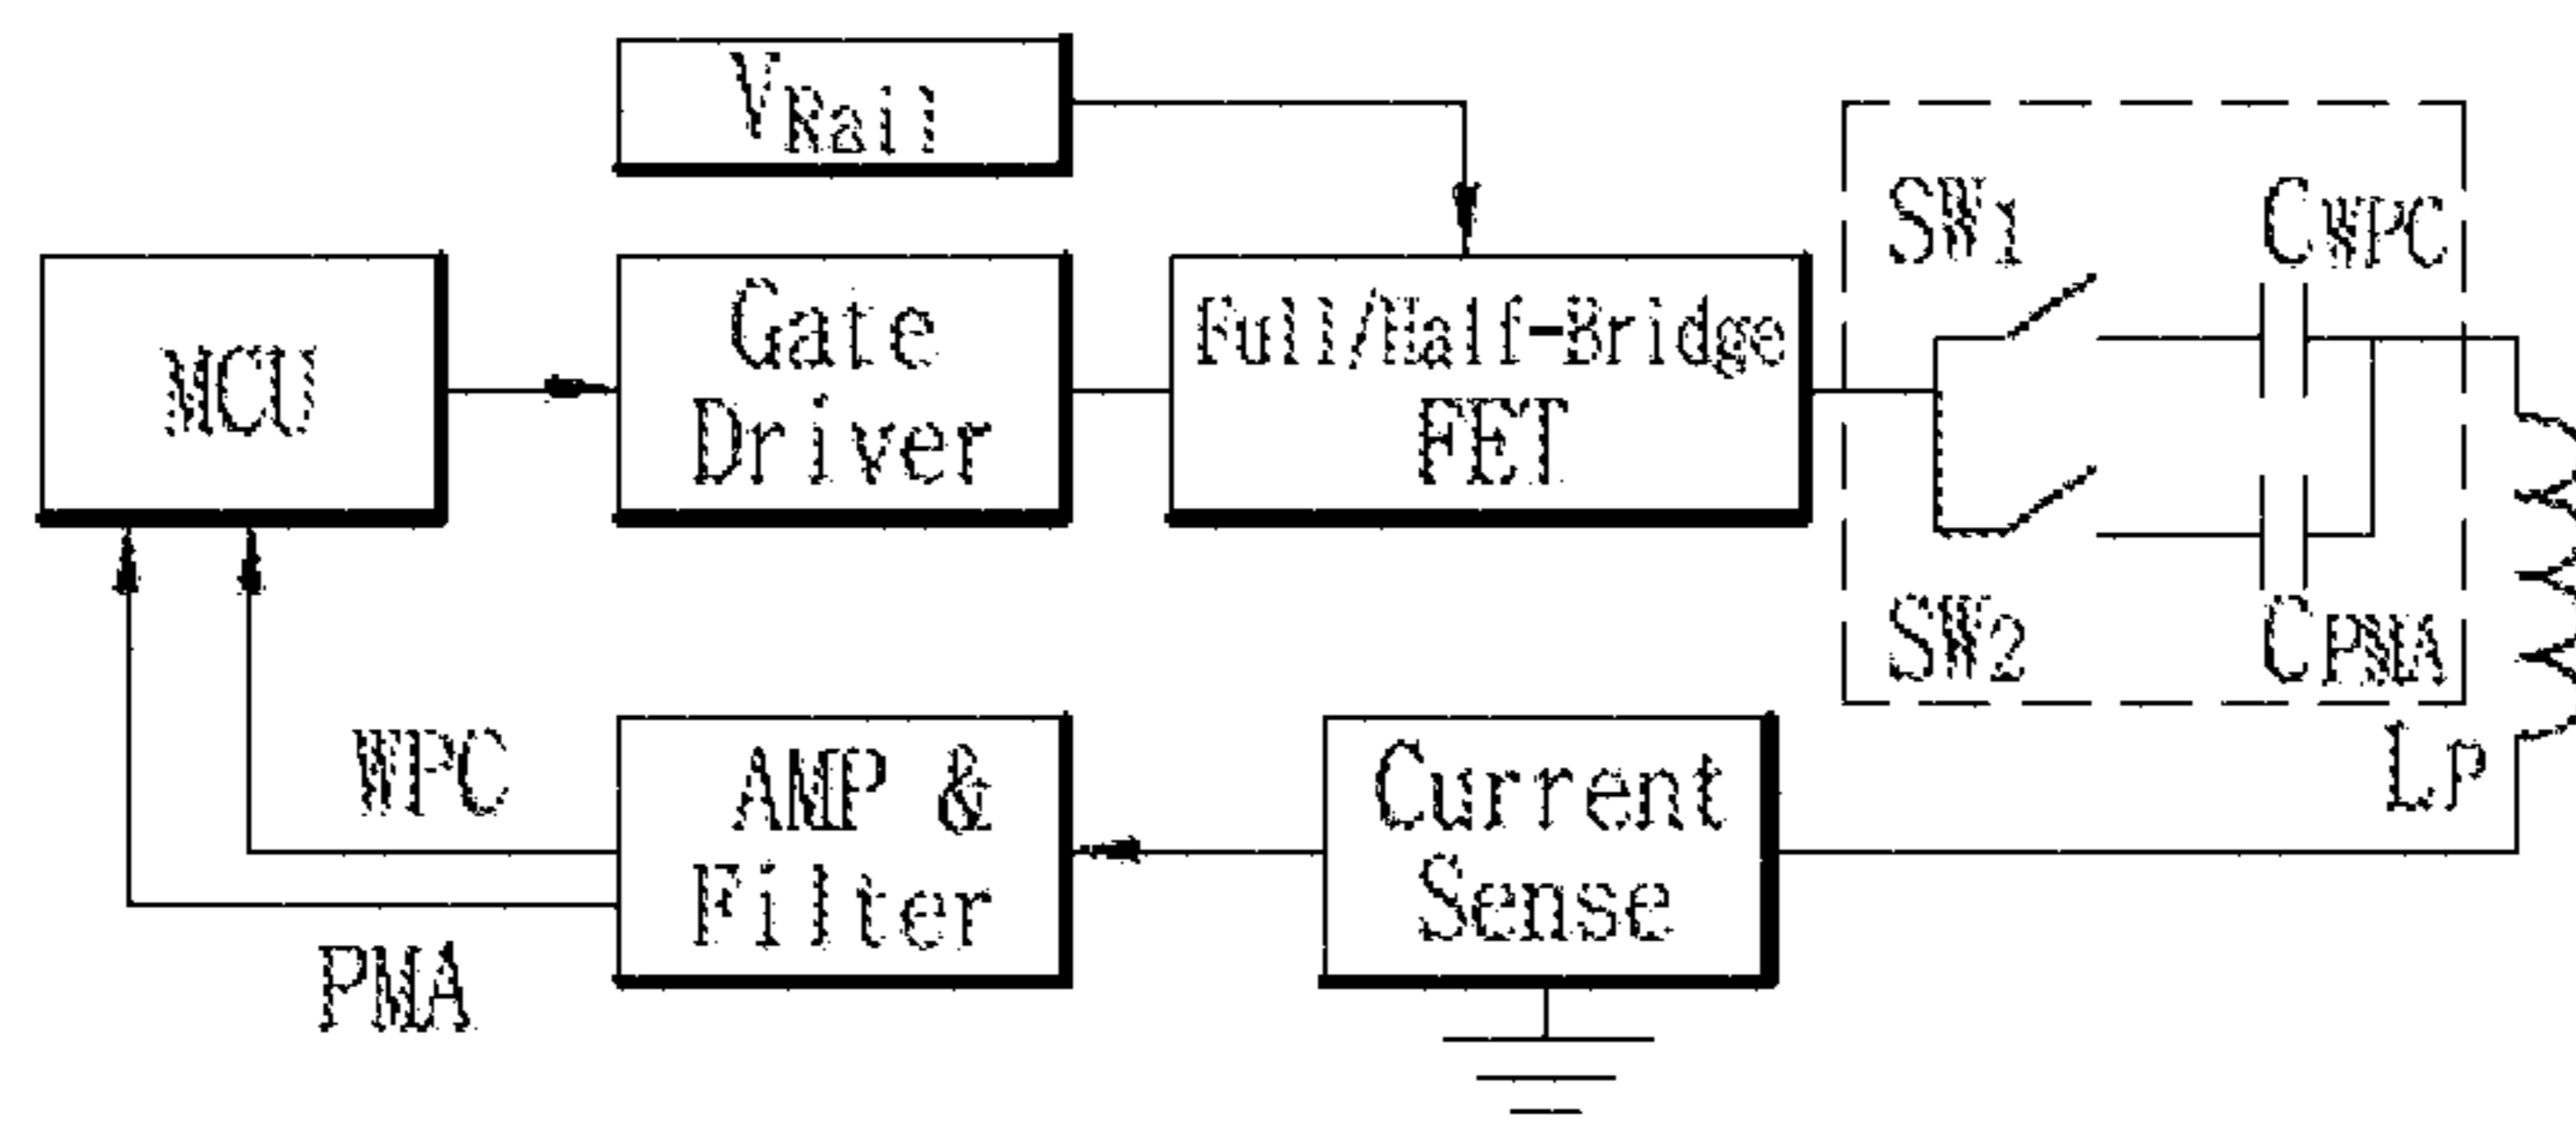 VRail
MCU
Gate
Driver
Full/Half-Bridge
FET
SW1
CWPC
SW2
CPMA
Lp
WPC
PMA
AMP &
Filter
Current
Sense